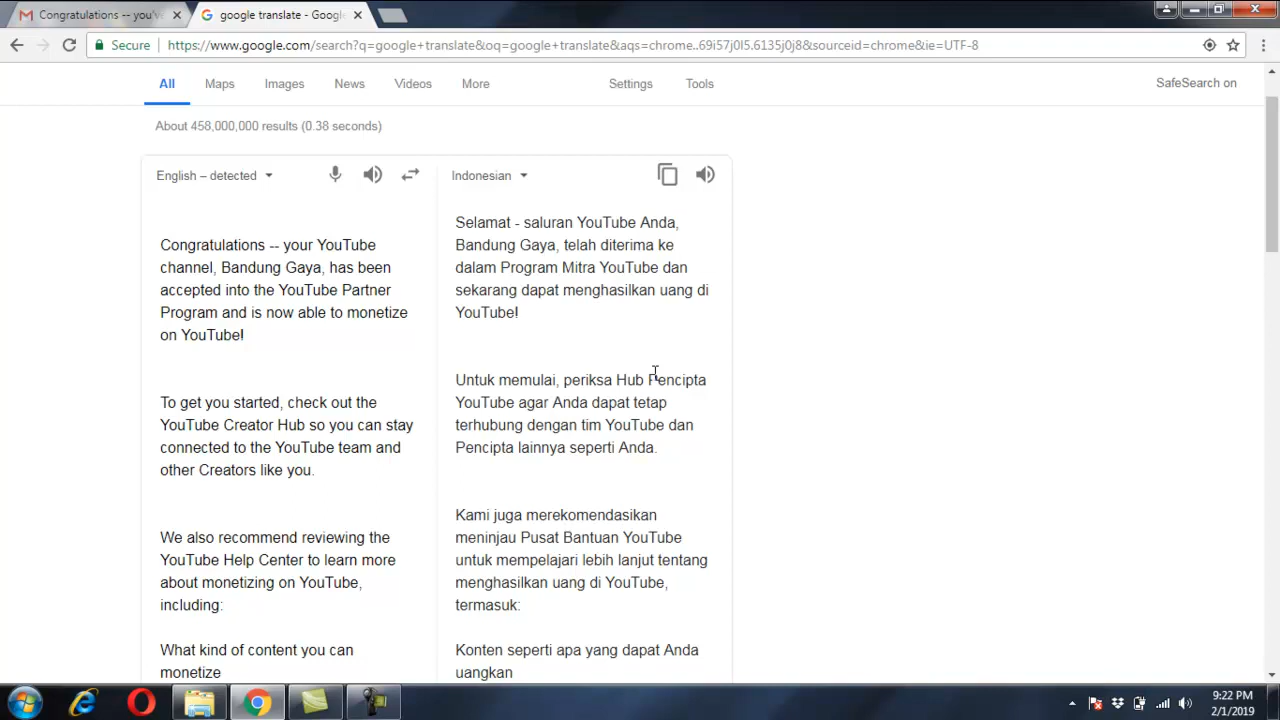 Congratulations -- you'v
google translate - Goog
Secure
https://www.google.com/search?q=google+translate&oq=google+translate&aqs=chrome..69i57j0l5.6135j0j8&sourceid=chrome&ie=UTF-8
All Maps Images News Videos More Settings Tools SafeSearch on
About 458,000,000 results (0.38 seconds)
English – detected
Indonesian
Congratulations -- your YouTube
channel, Bandung Gaya, has been
accepted into the YouTube Partner
Program and is now able to monetize
on YouTube!
To get you started, check out the
YouTube Creator Hub so you can stay
connected to the YouTube team and
other Creators like you.
We also recommend reviewing the
YouTube Help Center to learn more
about monetizing on YouTube,
including:
What kind of content you can
monetize
Selamat - saluran YouTube Anda,
Bandung Gaya, telah diterima ke
dalam Program Mitra YouTube dan
sekarang dapat menghasilkan uang di
YouTube!
Untuk memulai, periksa Hub Pencipta
YouTube agar Anda dapat tetap
terhubung dengan tim YouTube dan
Pencipta lainnya seperti Anda.
Kami juga merekomendasikan
meninjau Pusat Bantuan YouTube
untuk mempelajari lebih lanjut tentang
menghasilkan uang di YouTube,
termasuk:
Konten seperti apa yang dapat Anda
uangkan
9:22 PM
2/1/2019